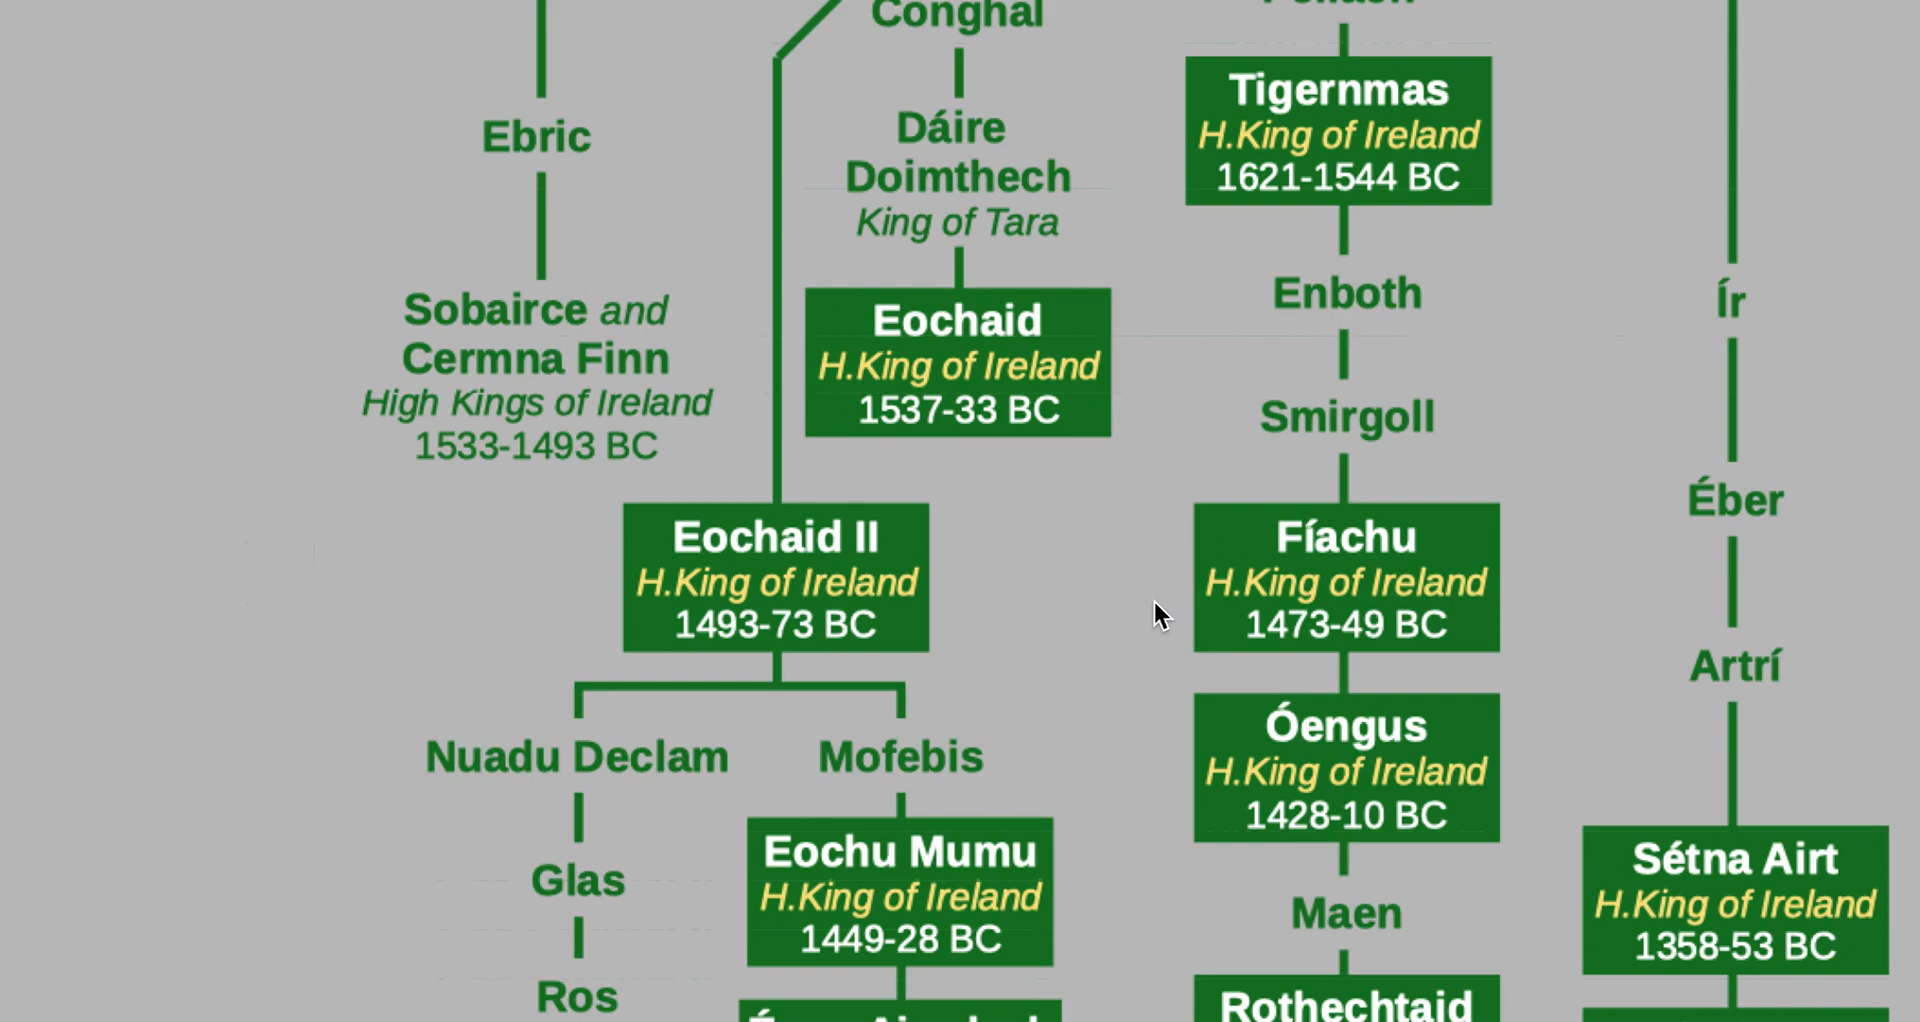 Conghal
Tigernmas
H.King of Ireland
1621-1544 BC
Ebric
Dáire
Doimthech
King of Tara
Enboth
Ír
Sobairce and
Cermna Finn
High Kings of Ireland
1533-1493 BC
Eochaid
H.King of Ireland
1537-33 BC
Smirgoll
Éber
Eochaid II
H.King of Ireland
1493-73 BC
Fíachu
H.King of Ireland
1473-49 BC
Artrí
Nuadu Declam
Mofebis
Óengus
H.King of Ireland
1428-10 BC
Glas
Eochu Mumu
H.King of Ireland
1449-28 BC
Maen
Sétna Airt
H.King of Ireland
1358-53 BC
Ros
Rothechtaid